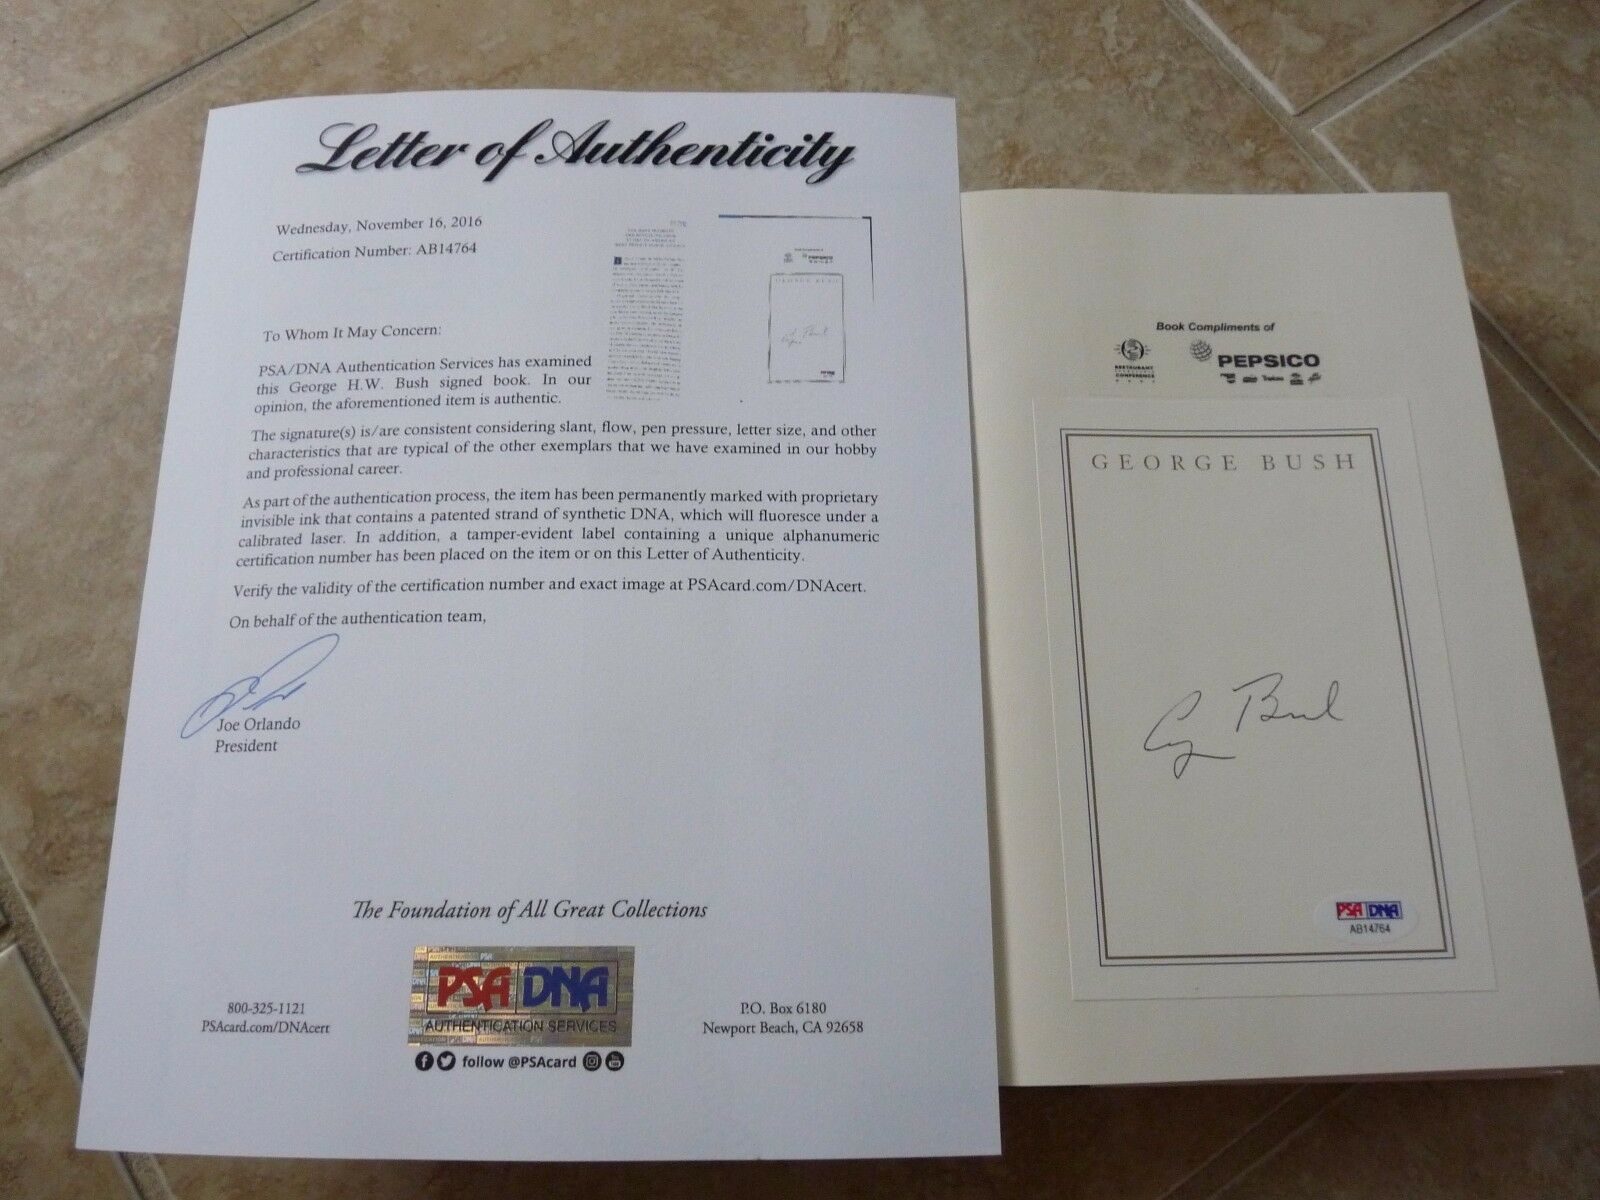 Letter of Authenticity
Wednesday, November 16, 2016
Certification Number: AB14764
To Whom It May Concern:
PSA/DNA Authentication Services has examined
this George H.W. Bush signed book. In our
opinion, the aforementioned item is authentic.
The signature(s) is/are consistent considering slant, flow, pen pressure, letter size, and other
characteristics that are typical of the other exemplars that we have examined in our hobby
and professional career.
As part of the authentication process, the item has been permanently marked with proprietary
invisible ink that contains a patented strand of synthetic DNA, which will fluoresce under a
calibrated laser. In addition, a tamper-evident label containing a unique alphanumeric
certification number has been placed on the item or on this Letter of Authenticity.
Verify the validity of the certification number and exact image at PSAcard.com/DNAcert.
On behalf of the authentication team,
Joe Orlando
President
The Foundation of All Great Collections
800-325-1121
PSAcard.com/DNAcert
PSA DNA
AUTHENTICATION SERVICES
follow @PSAcard
P.O. Box 6180
Newport Beach, CA 92658
Book Compliments of
RESTAURANT
CONFERENCE
PEPSICO
GEORGE BUSH
G Bush
PSA DNA
AB14764